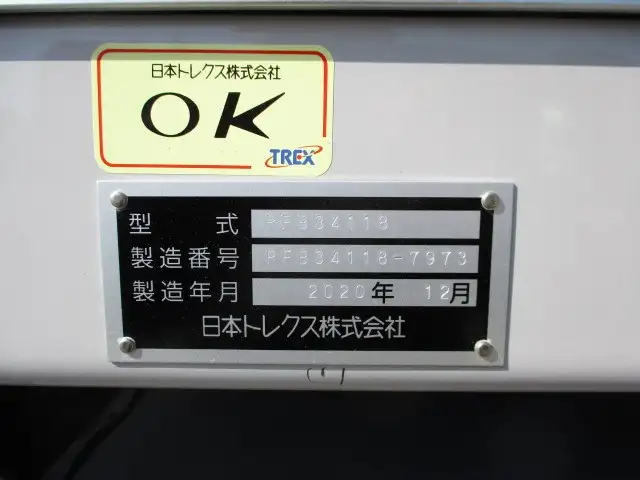 日本トレクス株式会社
OK
TREX
型式 PFB34118
製造番号 PFB34118-7973
製造年月 2020年 12月
日本トレクス株式会社